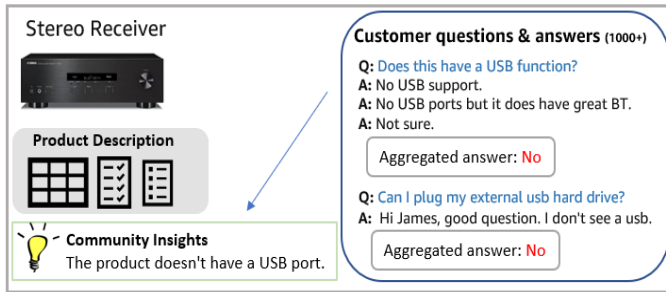 Stereo Receiver
Product Description
Community Insights
The product doesn't have a USB port.
Customer questions & answers (1000+)
Q: Does this have a USB function?
A: No USB support.
A: No USB ports but it does have great BT.
A: Not sure.
Aggregated answer: No
Q: Can I plug my external usb hard drive?
A: Hi James, good question. I don't see a usb.
Aggregated answer: No